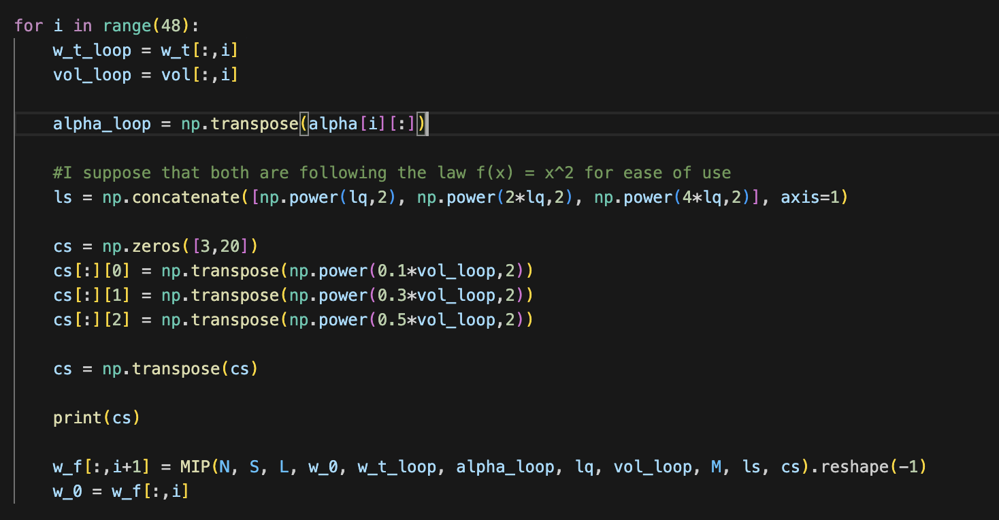 for i in range(48):
    w_t_loop = w_t[:,i]
    vol_loop = vol[:,i]
    alpha_loop = np.transpose(alpha[i][:])
    #I suppose that both are following the law f(x) = x^2 for ease of use
    ls = np.concatenate([np.power(lq,2), np.power(2*lq,2), np.power(4*lq,2)], axis=1)
    cs = np.zeros([3,20])
    cs[:][0] = np.transpose(np.power(0.1*vol_loop,2))
    cs[:][1] = np.transpose(np.power(0.3*vol_loop,2))
    cs[:][2] = np.transpose(np.power(0.5*vol_loop,2))
    cs = np.transpose(cs)
    print(cs)
    w_f[:,i+1] = MIP(N, S, L, w_0, w_t_loop, alpha_loop, lq, vol_loop, M, ls, cs).reshape(-1)
    w_0 = w_f[:,i]